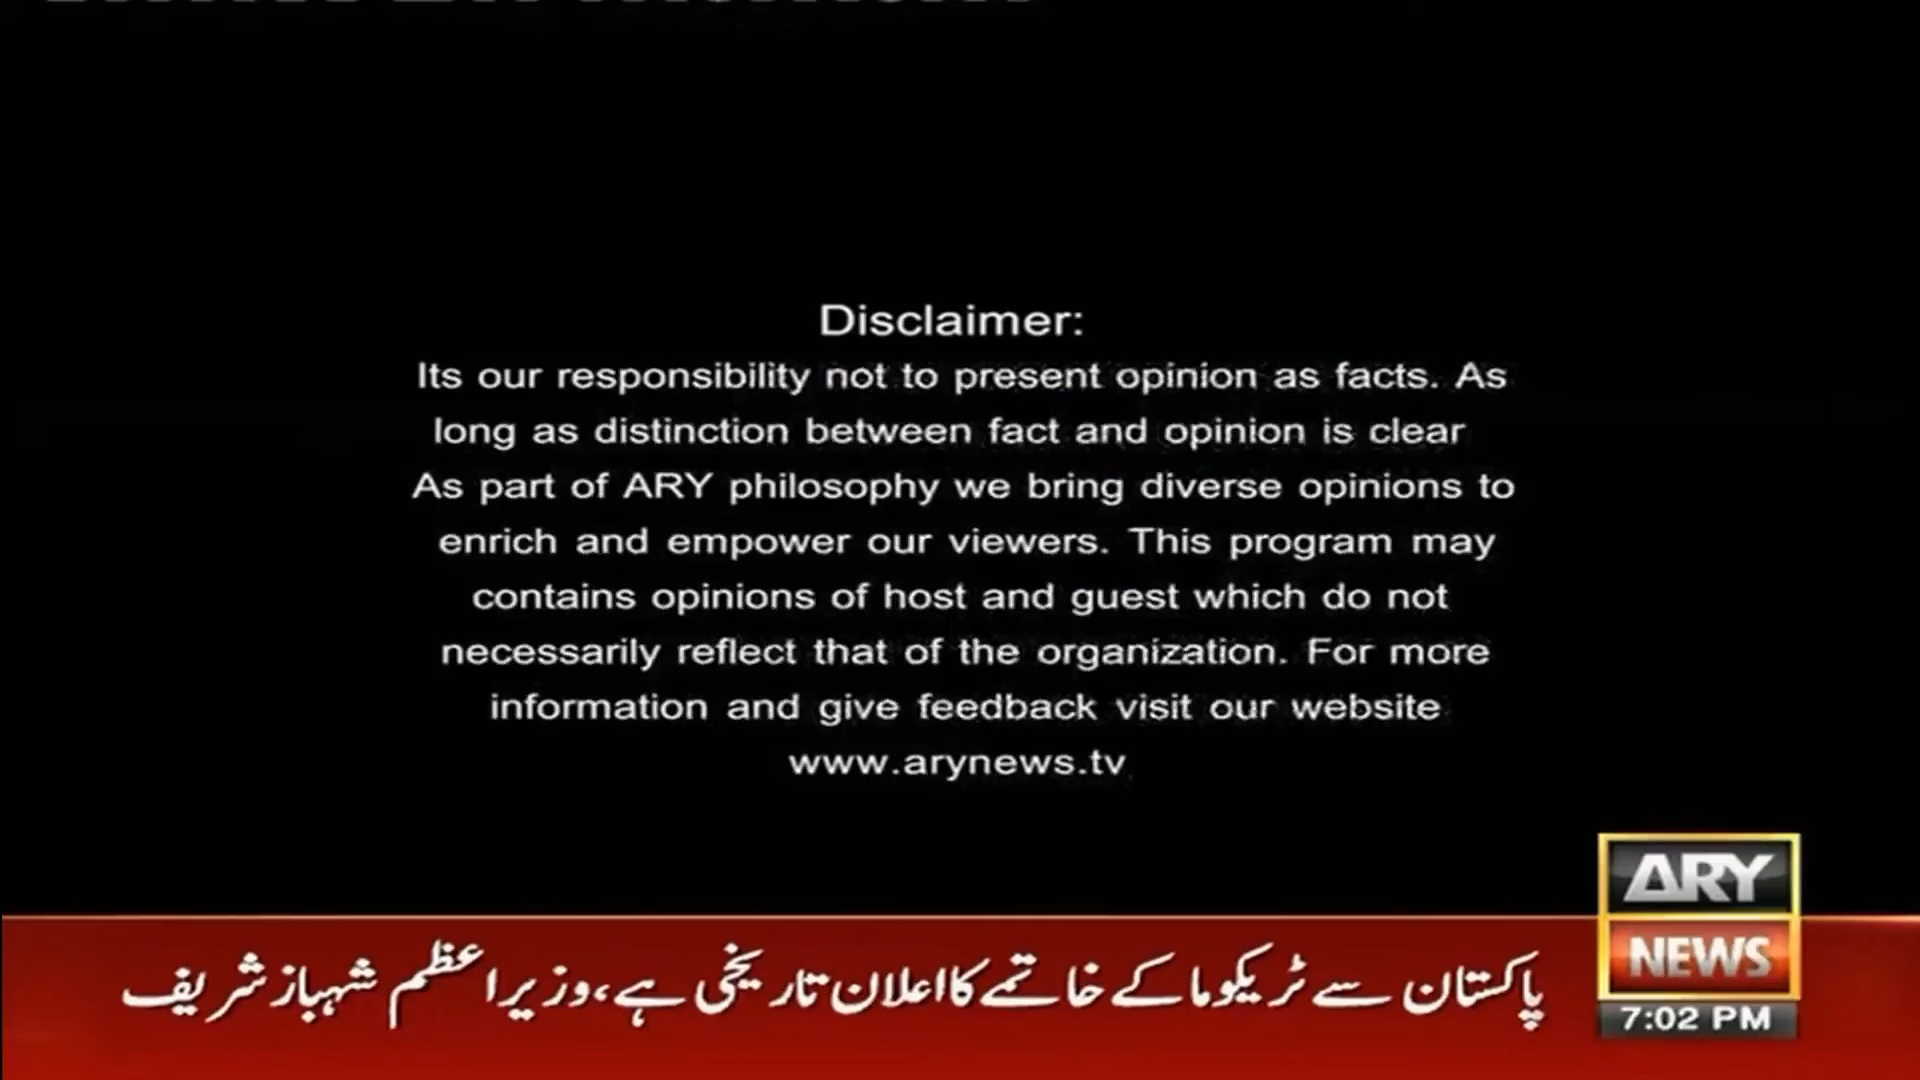 Disclaimer:
Its our responsibility not to present opinion as facts. As
long as distinction between fact and opinion is clear
As part of ARY philosophy we bring diverse opinions to
enrich and empower our viewers. This program may
contains opinions of host and guest which do not
necessarily reflect that of the organization. For more
information and give feedback visit our website
www.arynews.tv
ARY
NEWS
پاکستان سے ٹریکوما کے خاتمے کا اعلان تاریخی ہے، وزیراعظم شہباز شریف
7:02 PM